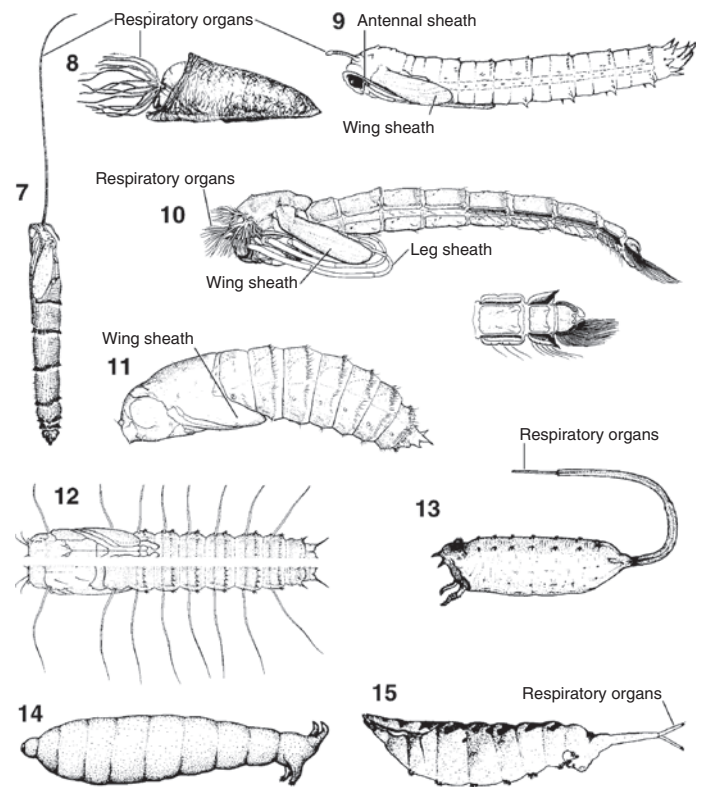 Respiratory organs
9 Antennal sheath
8
Wing sheath
7
Respiratory organs
10
Leg sheath
Wing sheath
Wing sheath
11
Respiratory organs
12
13
14
15
Respiratory organs